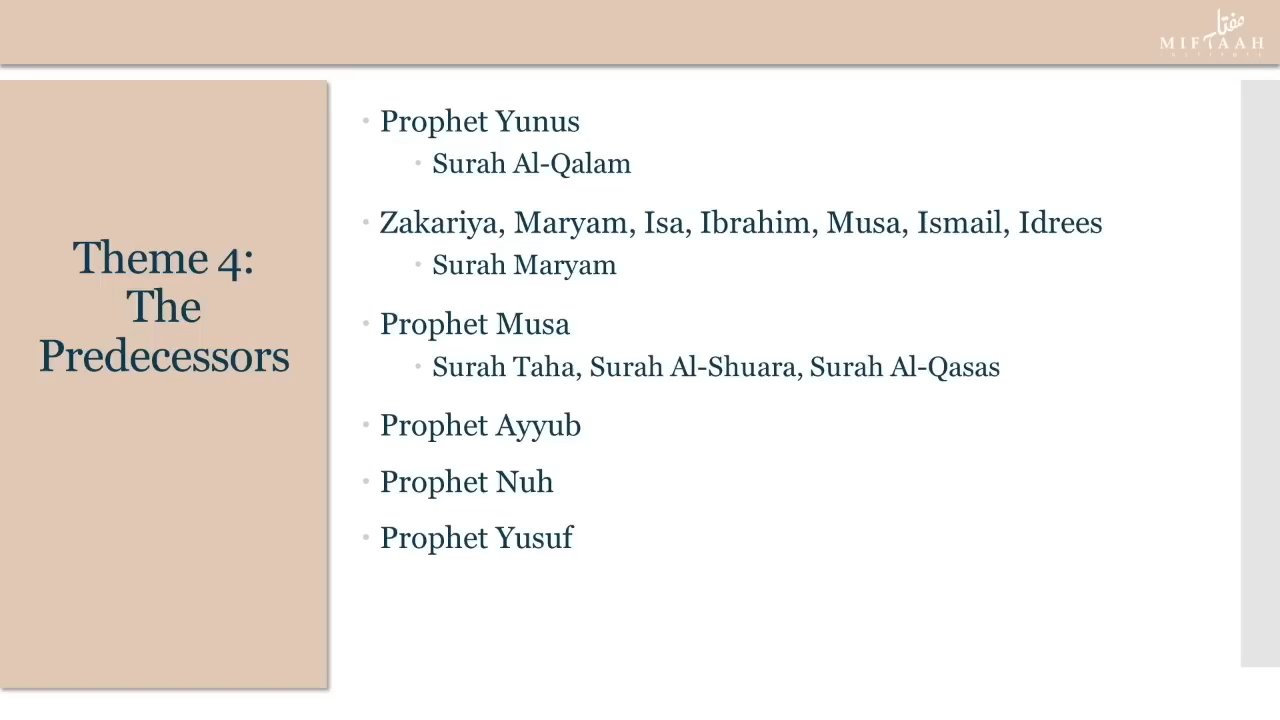 مفتاح
MIFTAAH
Theme 4:
The
Predecessors
Prophet Yunus
Surah Al-Qalam
Zakariya, Maryam, Isa, Ibrahim, Musa, Ismail, Idrees
Surah Maryam
Prophet Musa
Surah Taha, Surah Al-Shuara, Surah Al-Qasas
Prophet Ayyub
Prophet Nuh
Prophet Yusuf